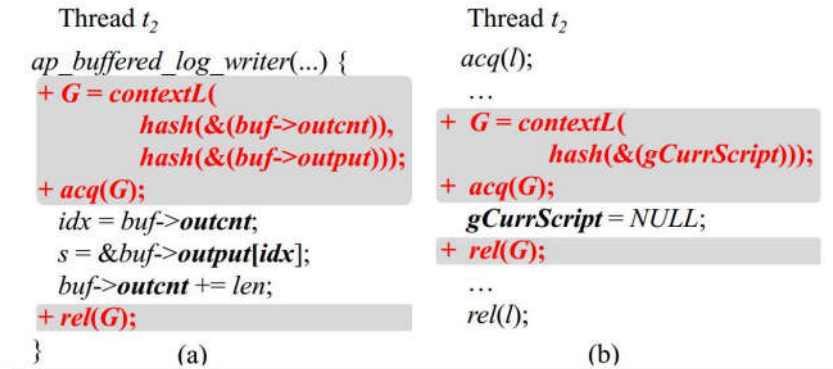 Thread t₂
ap_buffered_log_writer(...) {
+ G = contextL(
hash(&(buf->outcnt)),
hash(&(buf->output)));
+ acq(G);
idx = buf->outcnt;
s = &buf->output[idx];
buf->outcnt += len;
+ rel(G);
}
(a)
Thread t₂
acq(l);
...
+ G = contextL(
hash(&(gCurrScript)));
+ acq(G);
gCurrScript = NULL;
+ rel(G);
...
rel(l);
(b)